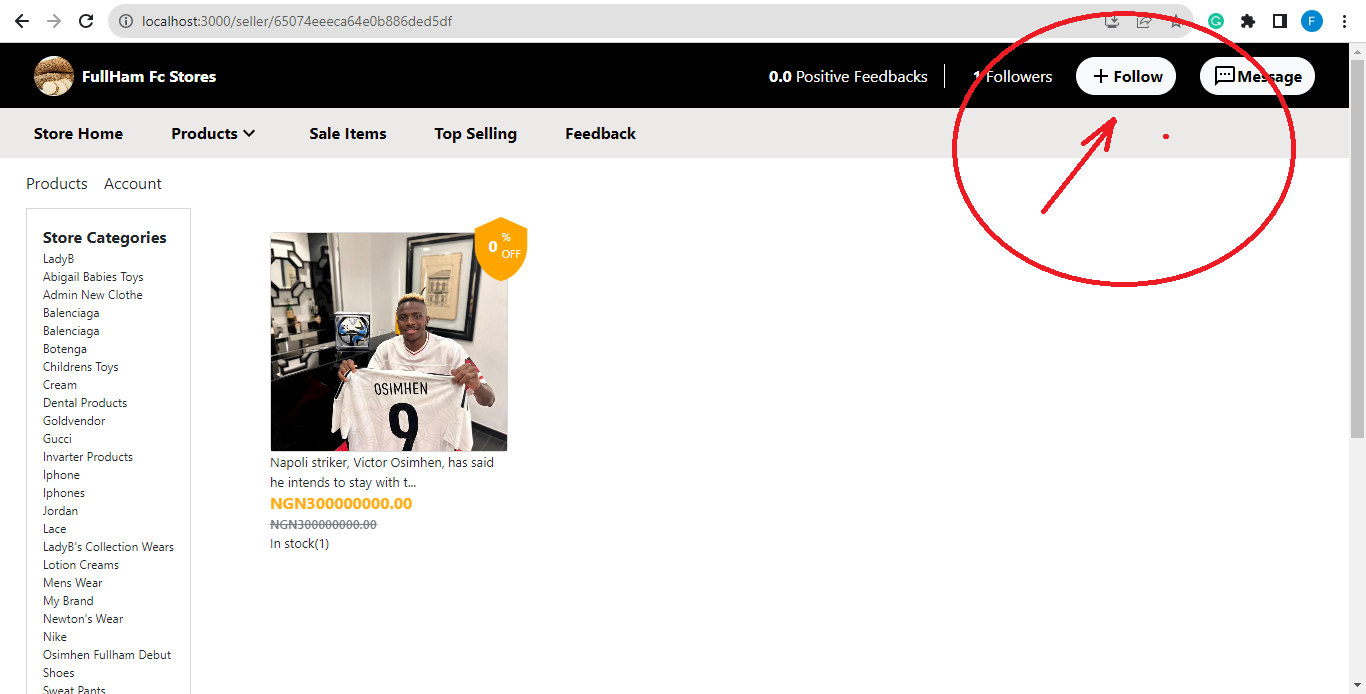 localhost:3000/seller/65074eeeca64e0b886ded5df
F
FullHam Fc Stores
0.0 Positive Feedbacks
1 Followers
+ Follow
Message
Store Home
Products
Sale Items
Top Selling
Feedback
Products
Account
Store Categories
LadyB
Abigail Babies Toys
Admin New Clothe
Balenciaga
Balenciaga
Botenga
Childrens Toys
Cream
Dental Products
Goldvendor
Gucci
Invarter Products
Iphone
Iphones
Jordan
Lace
LadyB's Collection Wears
Lotion Creams
Mens Wear
My Brand
Newton's Wear
Nike
Osimhen Fullham Debut
Shoes
Sweat Pants
0 % OFF
OSIMHEN
9
Napoli striker, Victor Osimhen, has said
he intends to stay with t...
NGN300000000.00
NGN300000000.00
In stock(1)